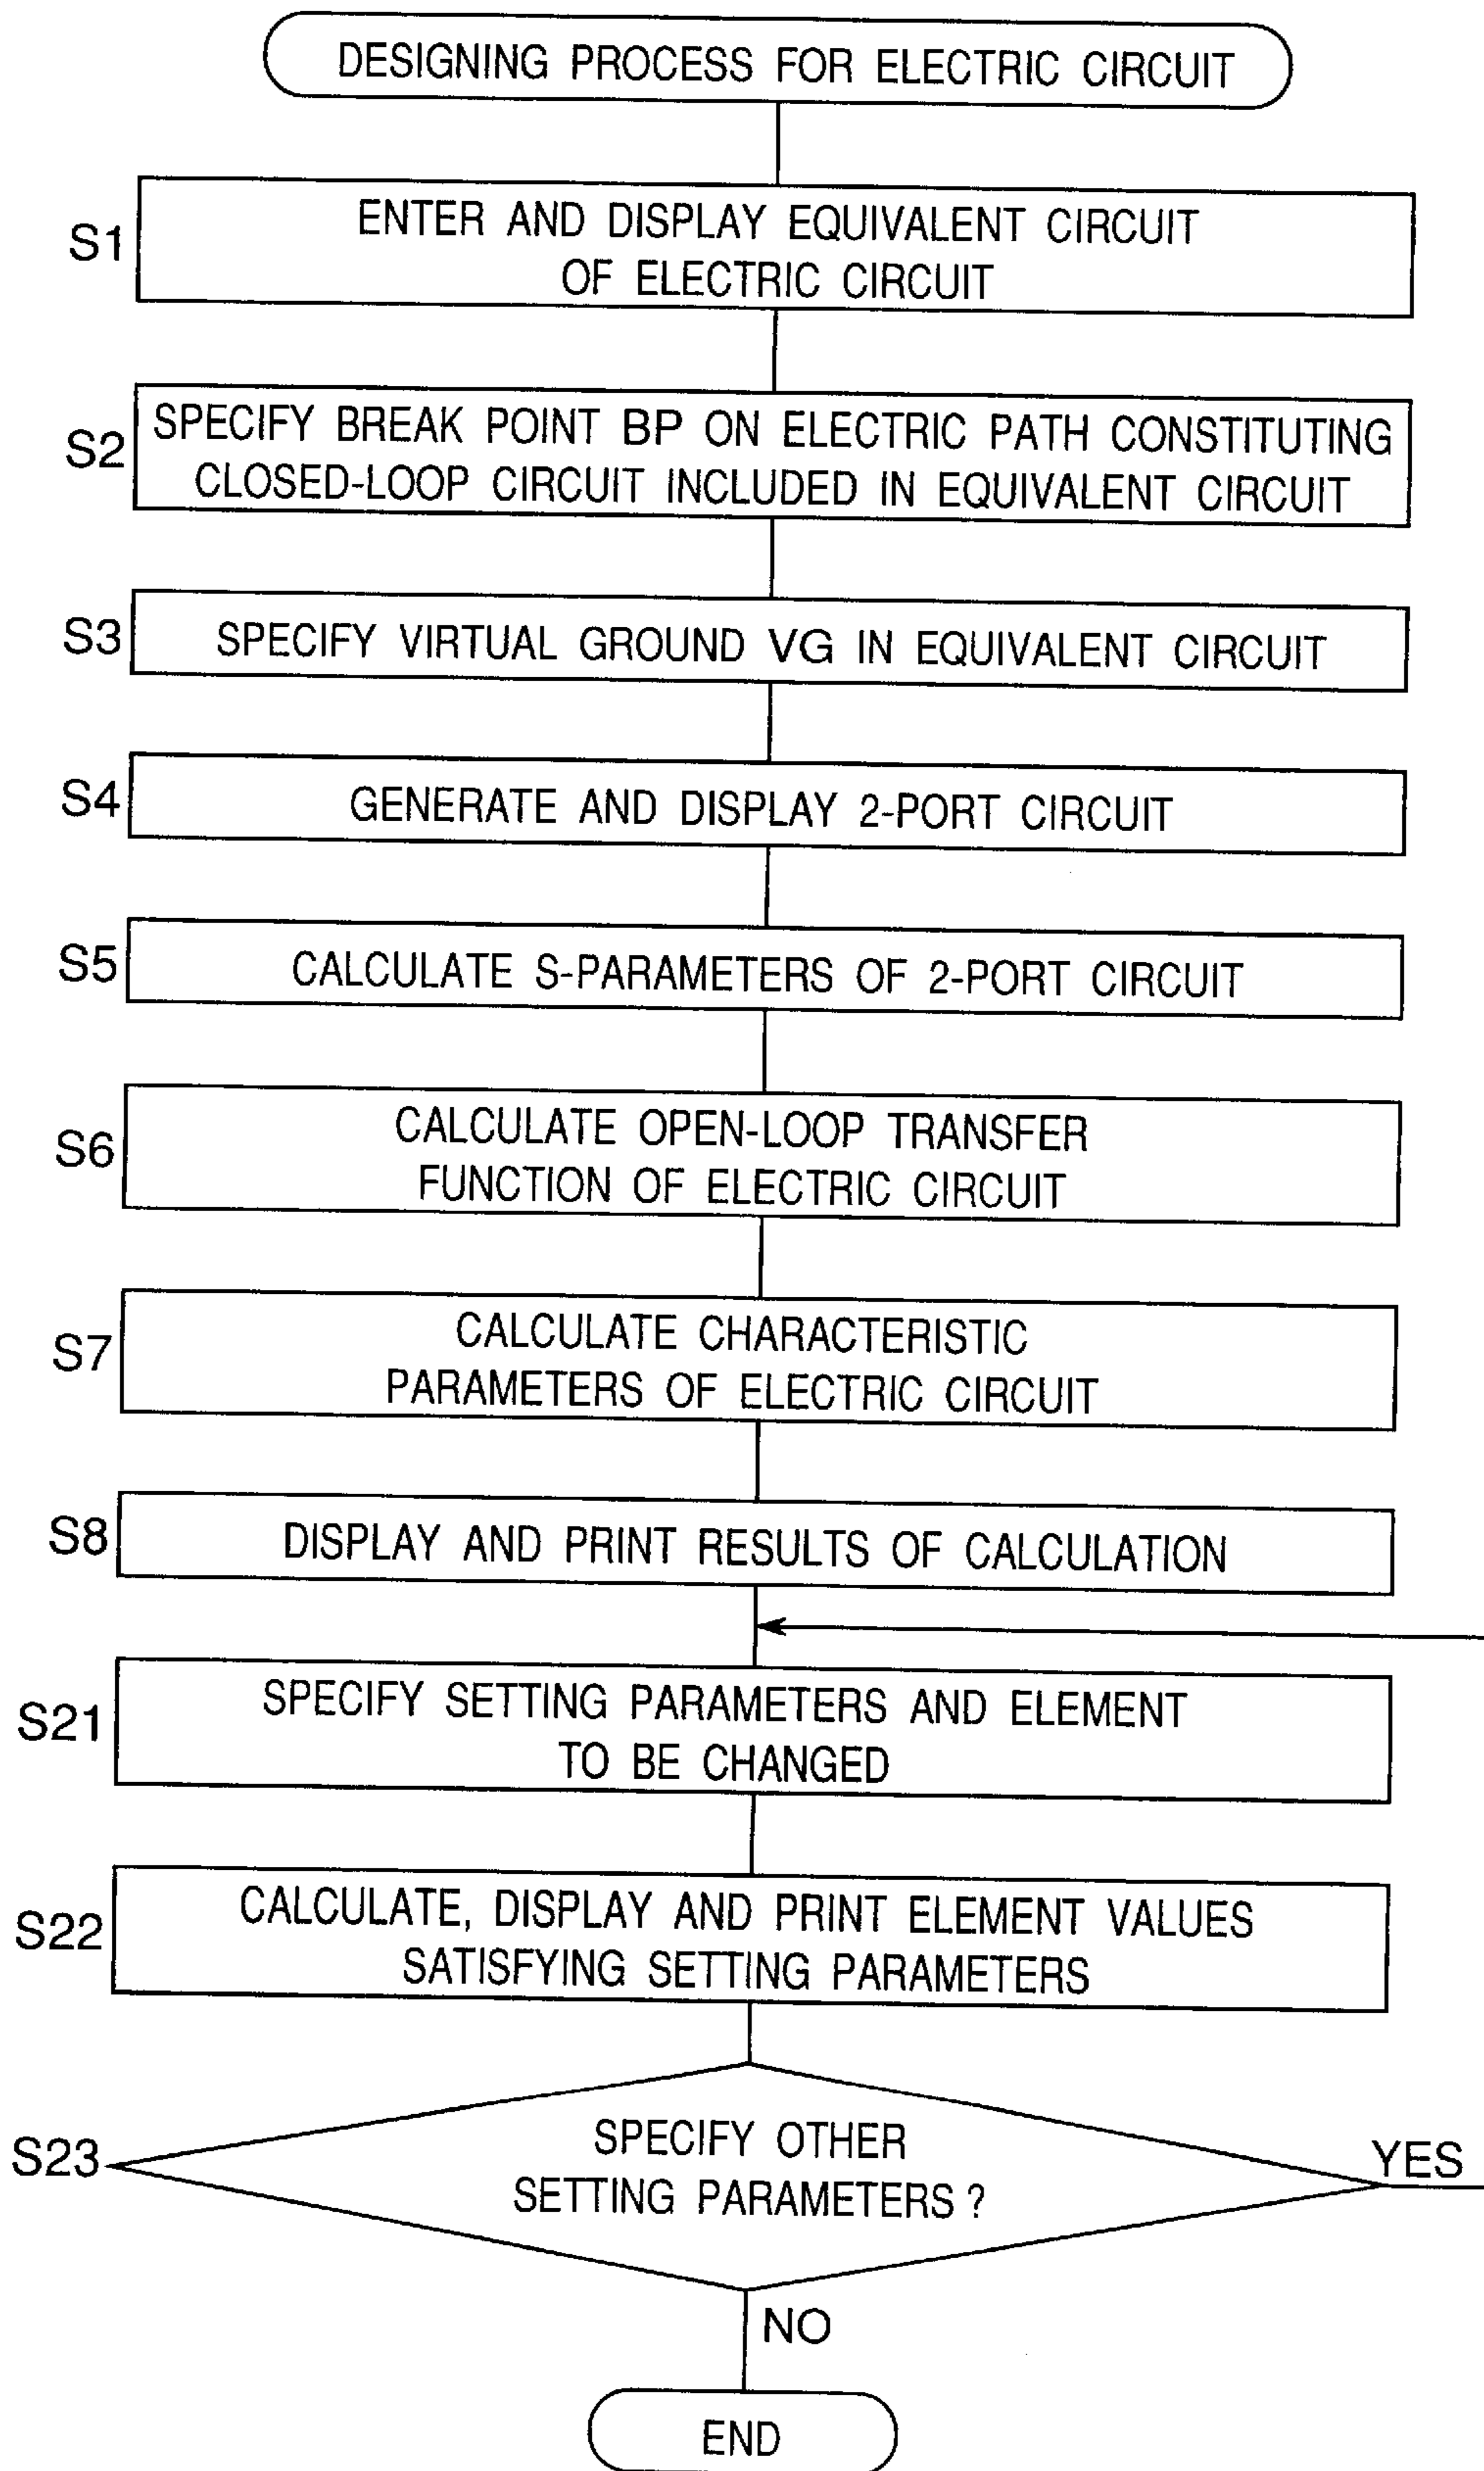 DESIGNING PROCESS FOR ELECTRIC CIRCUIT
S1
ENTER AND DISPLAY EQUIVALENT CIRCUIT
OF ELECTRIC CIRCUIT
S2
SPECIFY BREAK POINT BP ON ELECTRIC PATH CONSTITUTING
CLOSED-LOOP CIRCUIT INCLUDED IN EQUIVALENT CIRCUIT
S3
SPECIFY VIRTUAL GROUND VG IN EQUIVALENT CIRCUIT
S4
GENERATE AND DISPLAY 2-PORT CIRCUIT
S5
CALCULATE S-PARAMETERS OF 2-PORT CIRCUIT
S6
CALCULATE OPEN-LOOP TRANSFER
FUNCTION OF ELECTRIC CIRCUIT
S7
CALCULATE CHARACTERISTIC
PARAMETERS OF ELECTRIC CIRCUIT
S8
DISPLAY AND PRINT RESULTS OF CALCULATION
S21
SPECIFY SETTING PARAMETERS AND ELEMENT
TO BE CHANGED
S22
CALCULATE, DISPLAY AND PRINT ELEMENT VALUES
SATISFYING SETTING PARAMETERS
S23
SPECIFY OTHER
SETTING PARAMETERS ?
YES
NO
END